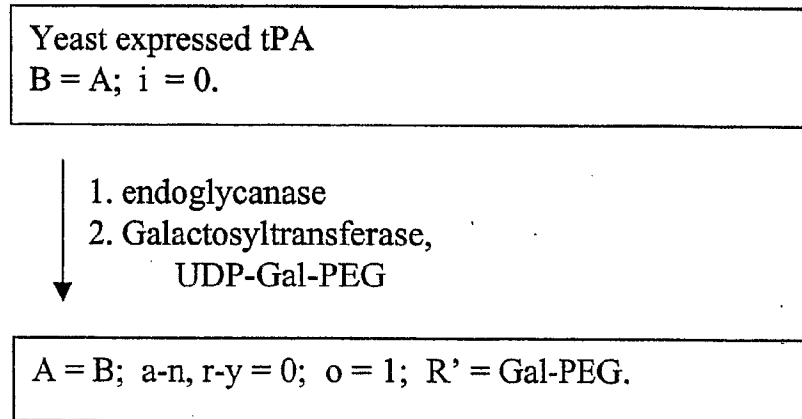 Yeast expressed tPA
B = A; i = 0.
1. endoglycanase
2. Galactosyltransferase,
UDP-Gal-PEG
A = B; a-n, r-y = 0; o = 1; R' = Gal-PEG.